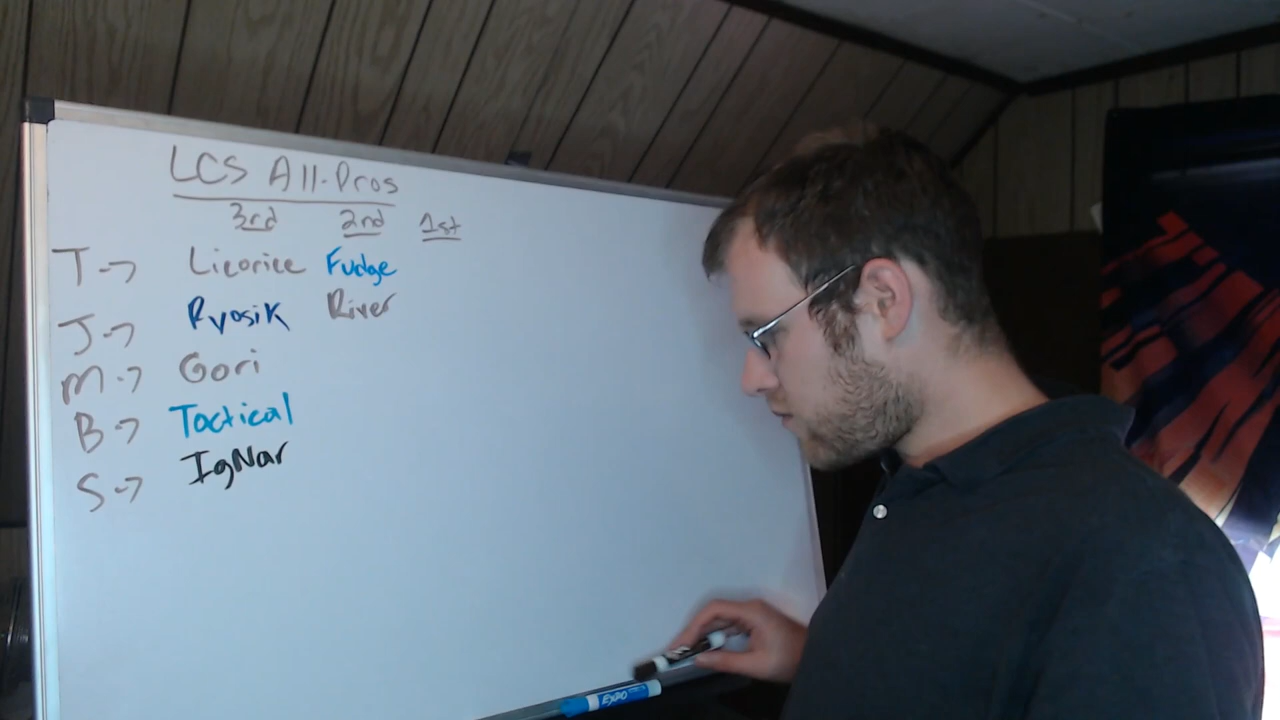 LCS All-Pros
3rd 2nd 1st
T-> Licorice Fudge
J-> Ryosik River
M-> Gori
B-> Tactical
S-> IgNar
EXPO